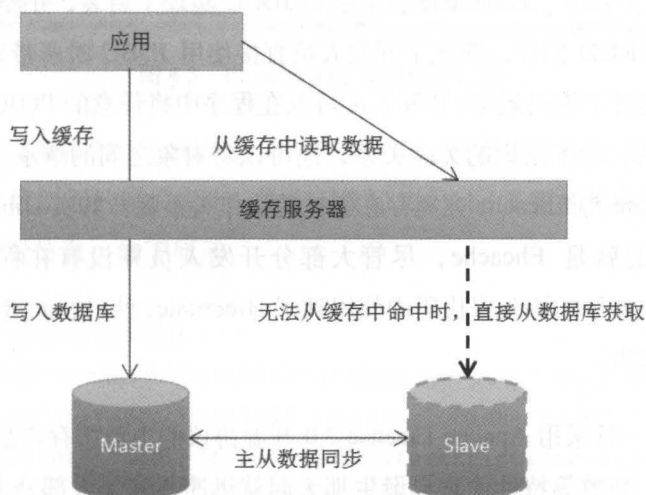 应用
写入缓存
从缓存中读取数据
缓存服务器
写入数据库
无法从缓存中命中时，直接从数据库获取
Master
Slave
主从数据同步